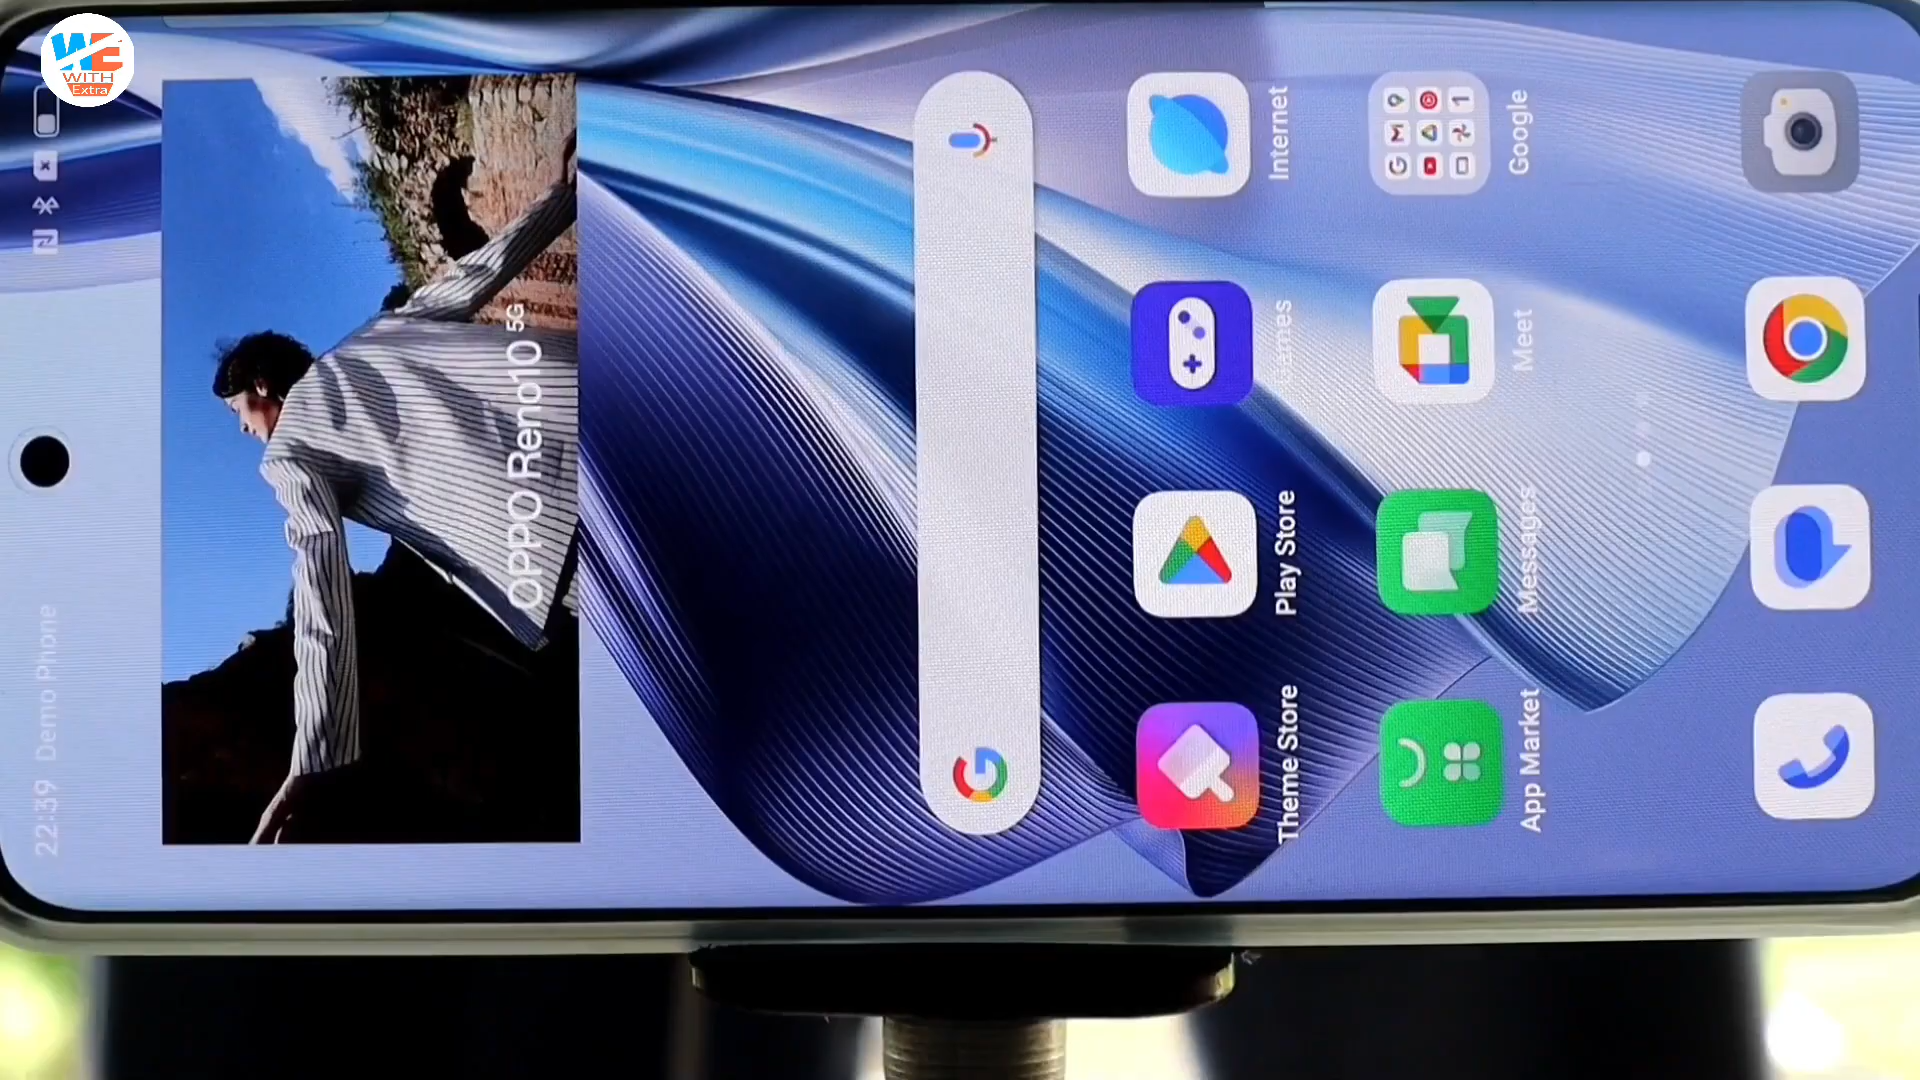 WE
WITH
Extra
22:39 Demo Phone
OPPO Reno10 5G
Theme Store
Play Store
Games
Internet
App Market
Messages
Meet
Google